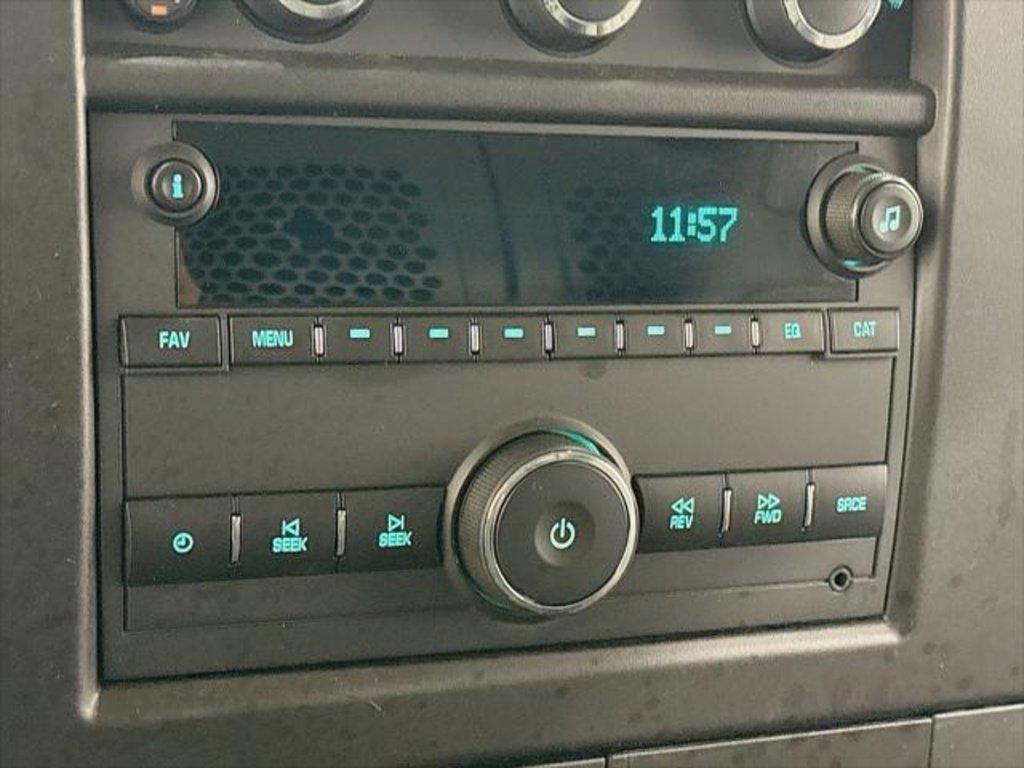 i
11:57
FAV
MENU
EQ
CAT
SEEK
SEEK
REV
FWD
SRCE